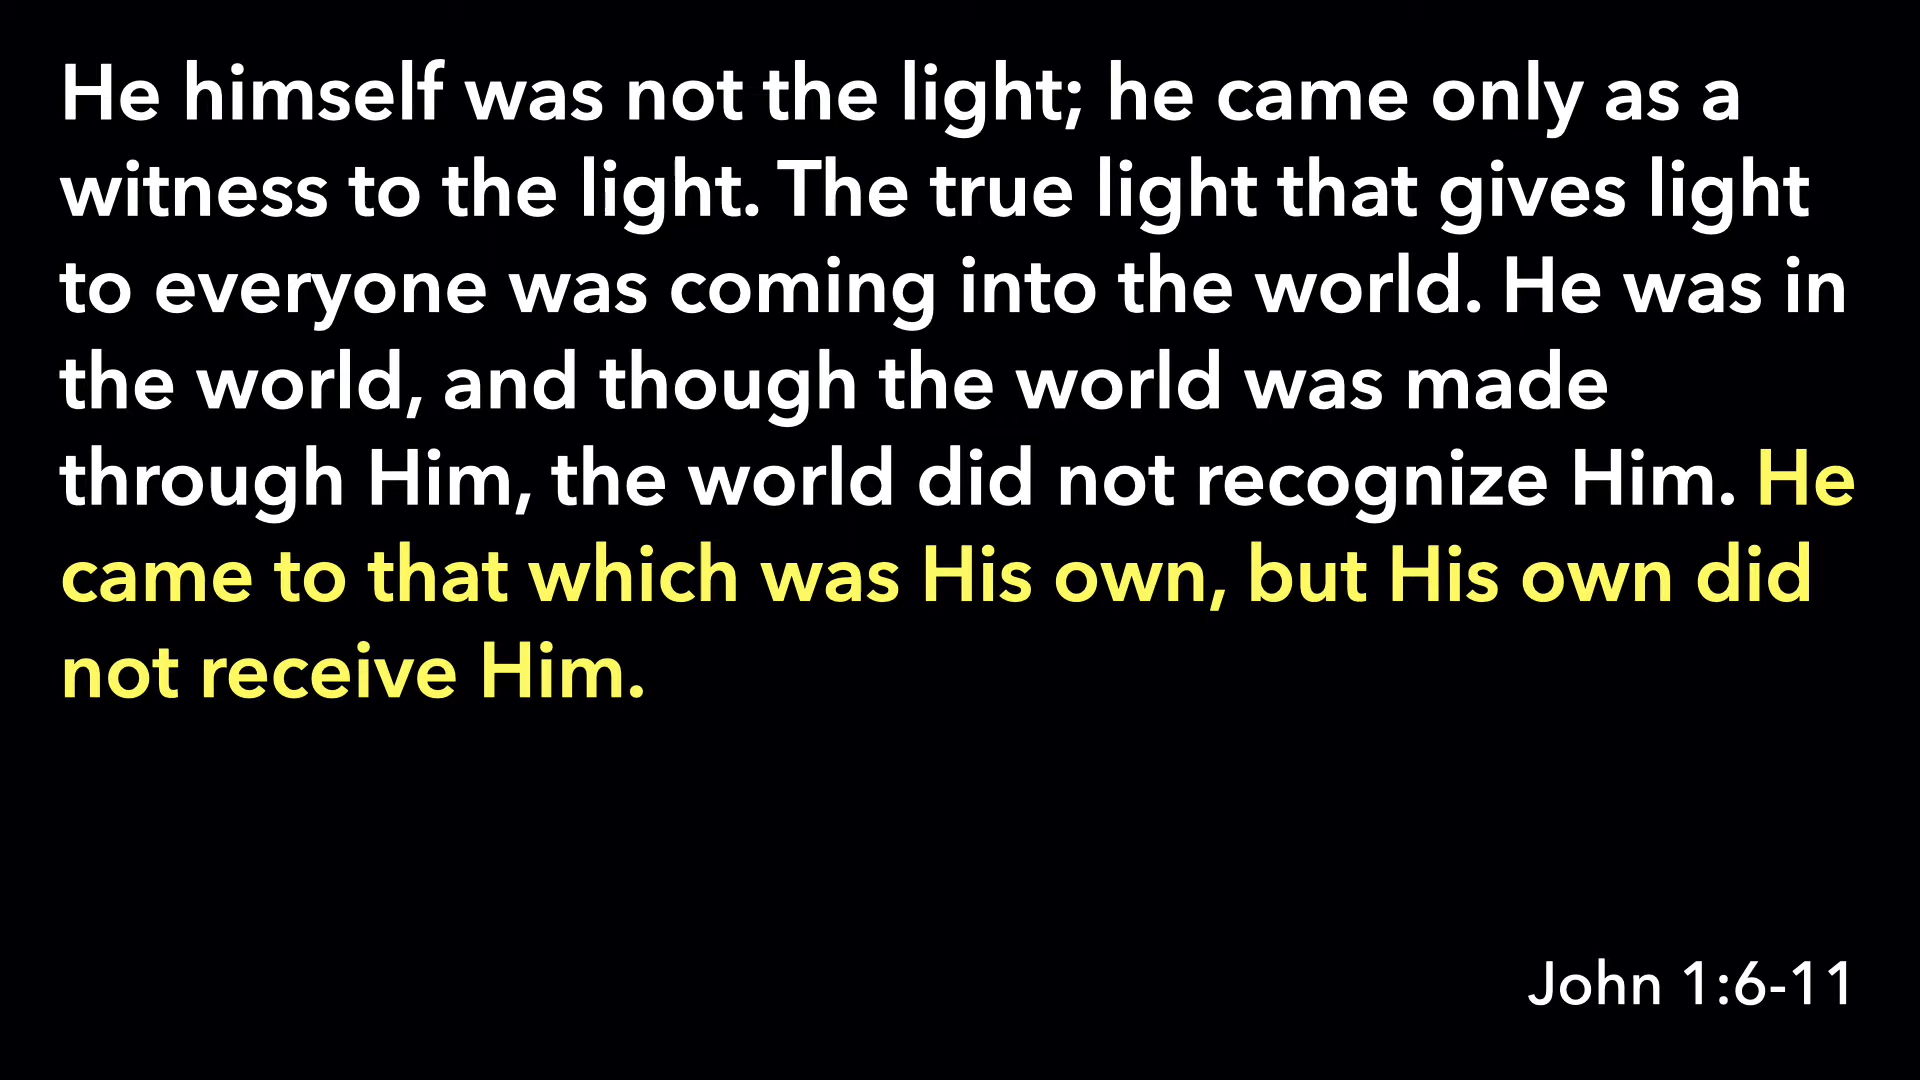 He himself was not the light; he came only as a
witness to the light. The true light that gives light
to everyone was coming into the world. He was in
the world, and though the world was made
through Him, the world did not recognize Him. He
came to that which was His own, but His own did
not receive Him.
John 1:6-11